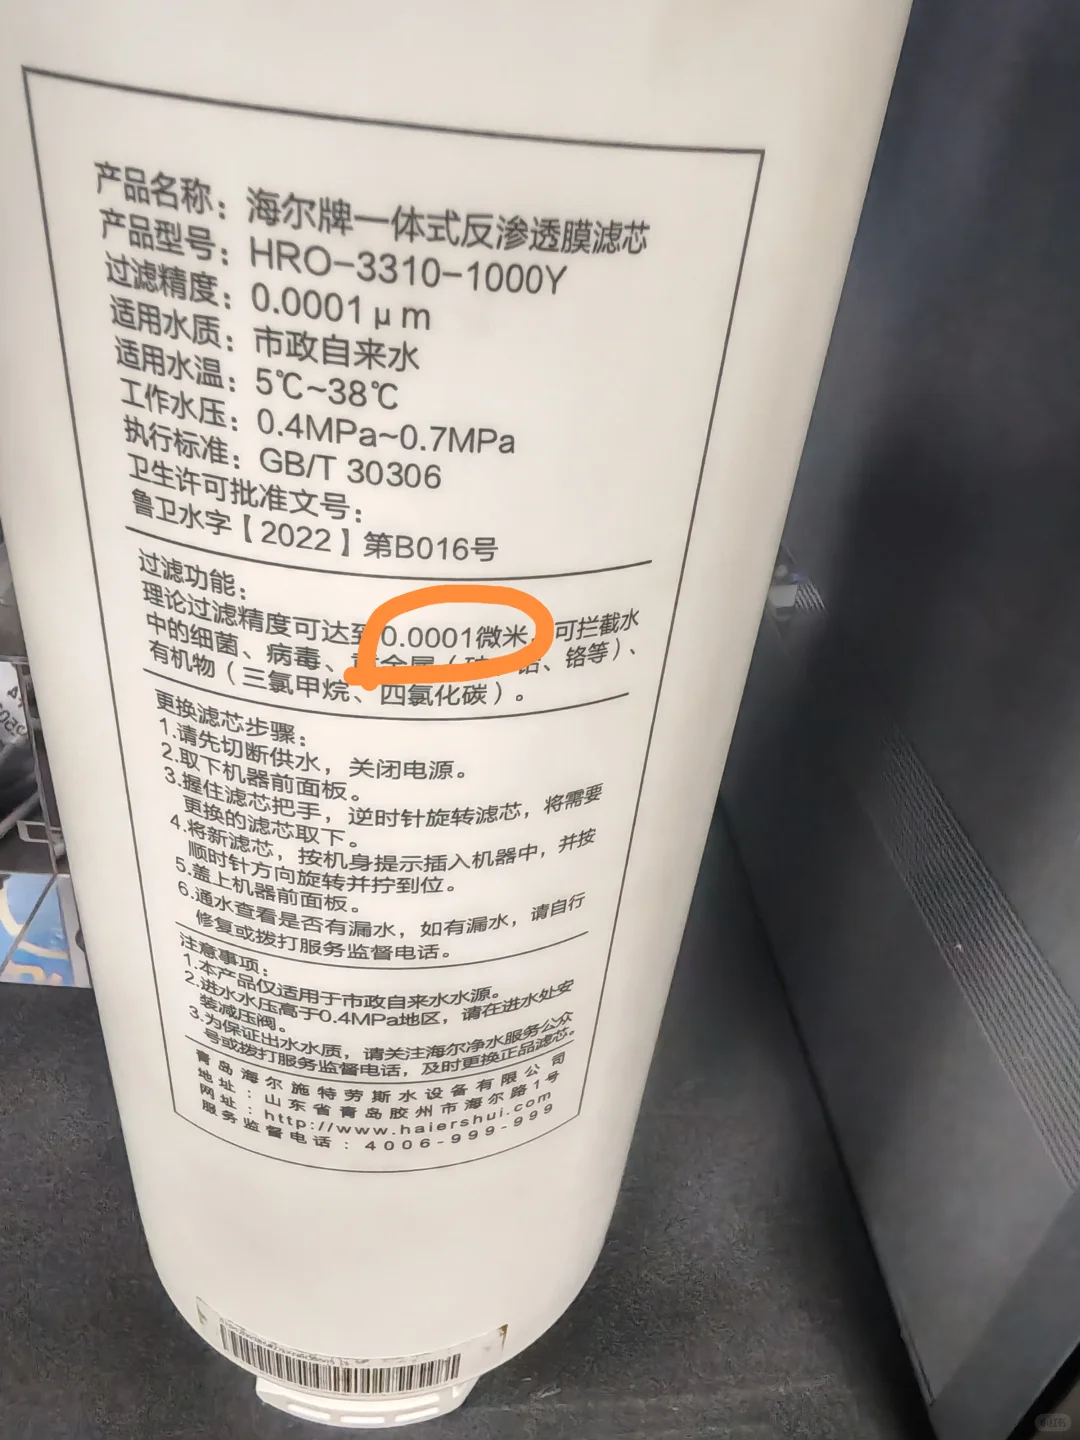 产品名称：海尔牌一体式反渗透膜滤芯
产品型号：HRO-3310-1000Y
过滤精度：0.0001μm
适用水质：市政自来水
适用水温：5℃~38℃
工作水压：0.4MPa~0.7MPa
执行标准：GB/T 30306
卫生许可批准文号：
鲁卫水字【2022】第B016号
过滤功能：
理论过滤精度可达到0.0001微米，可拦截水
中的细菌、病毒、重金属（砷、铅、铬等）、
有机物（三氯甲烷、四氯化碳）。
更换滤芯步骤：
1.请先切断供水，关闭电源。
2.取下机器前面板。
3.握住滤芯把手，逆时针旋转滤芯，将需要
更换的滤芯取下。
4.将新滤芯，按机身提示插入机器中，并按
顺时针方向旋转并拧到位。
5.盖上机器前面板。
6.通水查看是否有漏水，如有漏水，请自行
修复或拨打服务监督电话。
注意事项：
1.本产品仅适用于市政自来水水源。
2.进水水压高于0.4MPa地区，请在进水处安
装减压阀。
3.为保证出水水质，请关注海尔净水服务公众
号或拨打服务监督电话，及时更换正品滤芯。
青岛海尔施特劳斯水设备有限公司
地址：山东省青岛胶州市海尔路1号
网址：http://www.haiershui.com
服务监督电话：4006-999-999